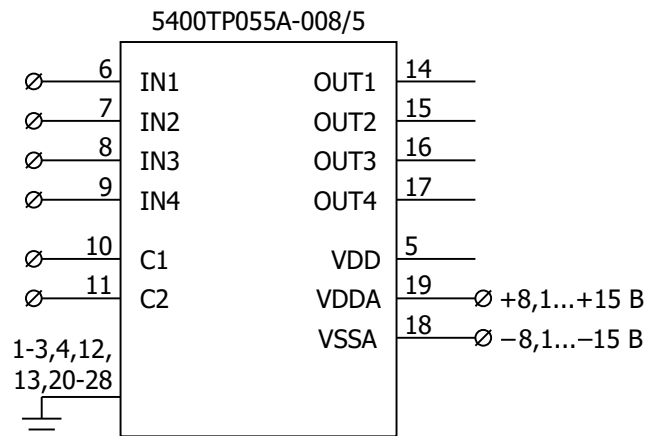 5400ТР055А-008/5
6 IN1 OUT1 14
7 IN2 OUT2 15
8 IN3 OUT3 16
9 IN4 OUT4 17
10 C1 VDD 5
11 C2 VDDA 19 +8,1...+15 В
VSSA 18 −8,1...−15 В
1-3,4,12,
13,20-28